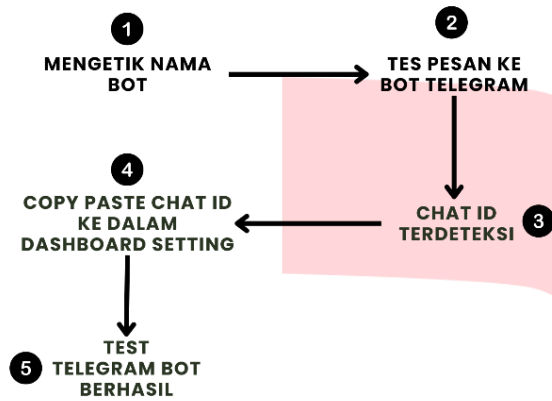 1
MENGETIK NAMA
BOT
2
TES PESAN KE
BOT TELEGRAM
CHAT ID
TERDETEKSI
3
4
COPY PASTE CHAT ID
KE DALAM
DASHBOARD SETTING
5
TEST
TELEGRAM BOT
BERHASIL